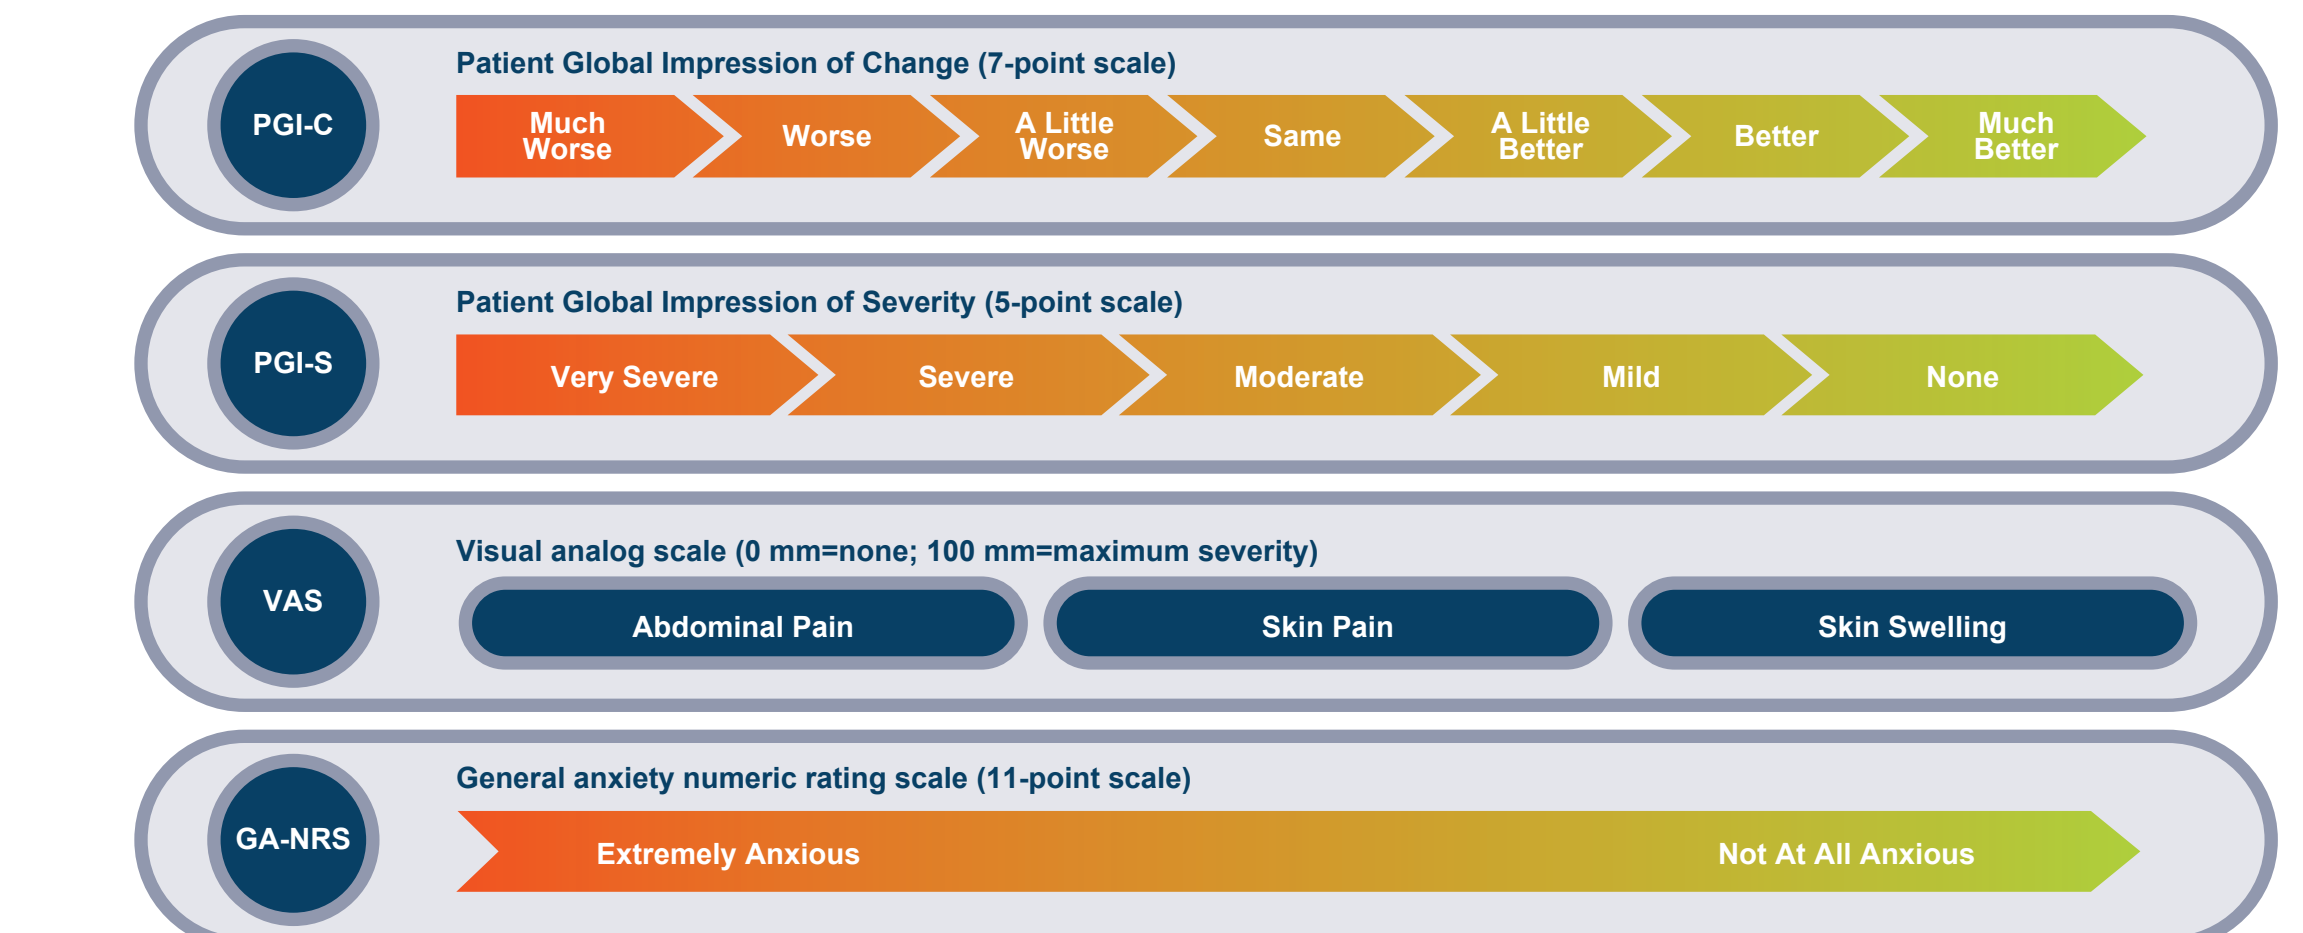 PGI-C
Patient Global Impression of Change (7-point scale)
Much
Worse
Worse
A Little
Worse
Same
A Little
Better
Better
Much
Better
PGI-S
Patient Global Impression of Severity (5-point scale)
Very Severe
Severe
Moderate
Mild
None
VAS
Visual analog scale (0 mm=none; 100 mm=maximum severity)
Abdominal Pain
Skin Pain
Skin Swelling
GA-NRS
General anxiety numeric rating scale (11-point scale)
Extremely Anxious
Not At All Anxious